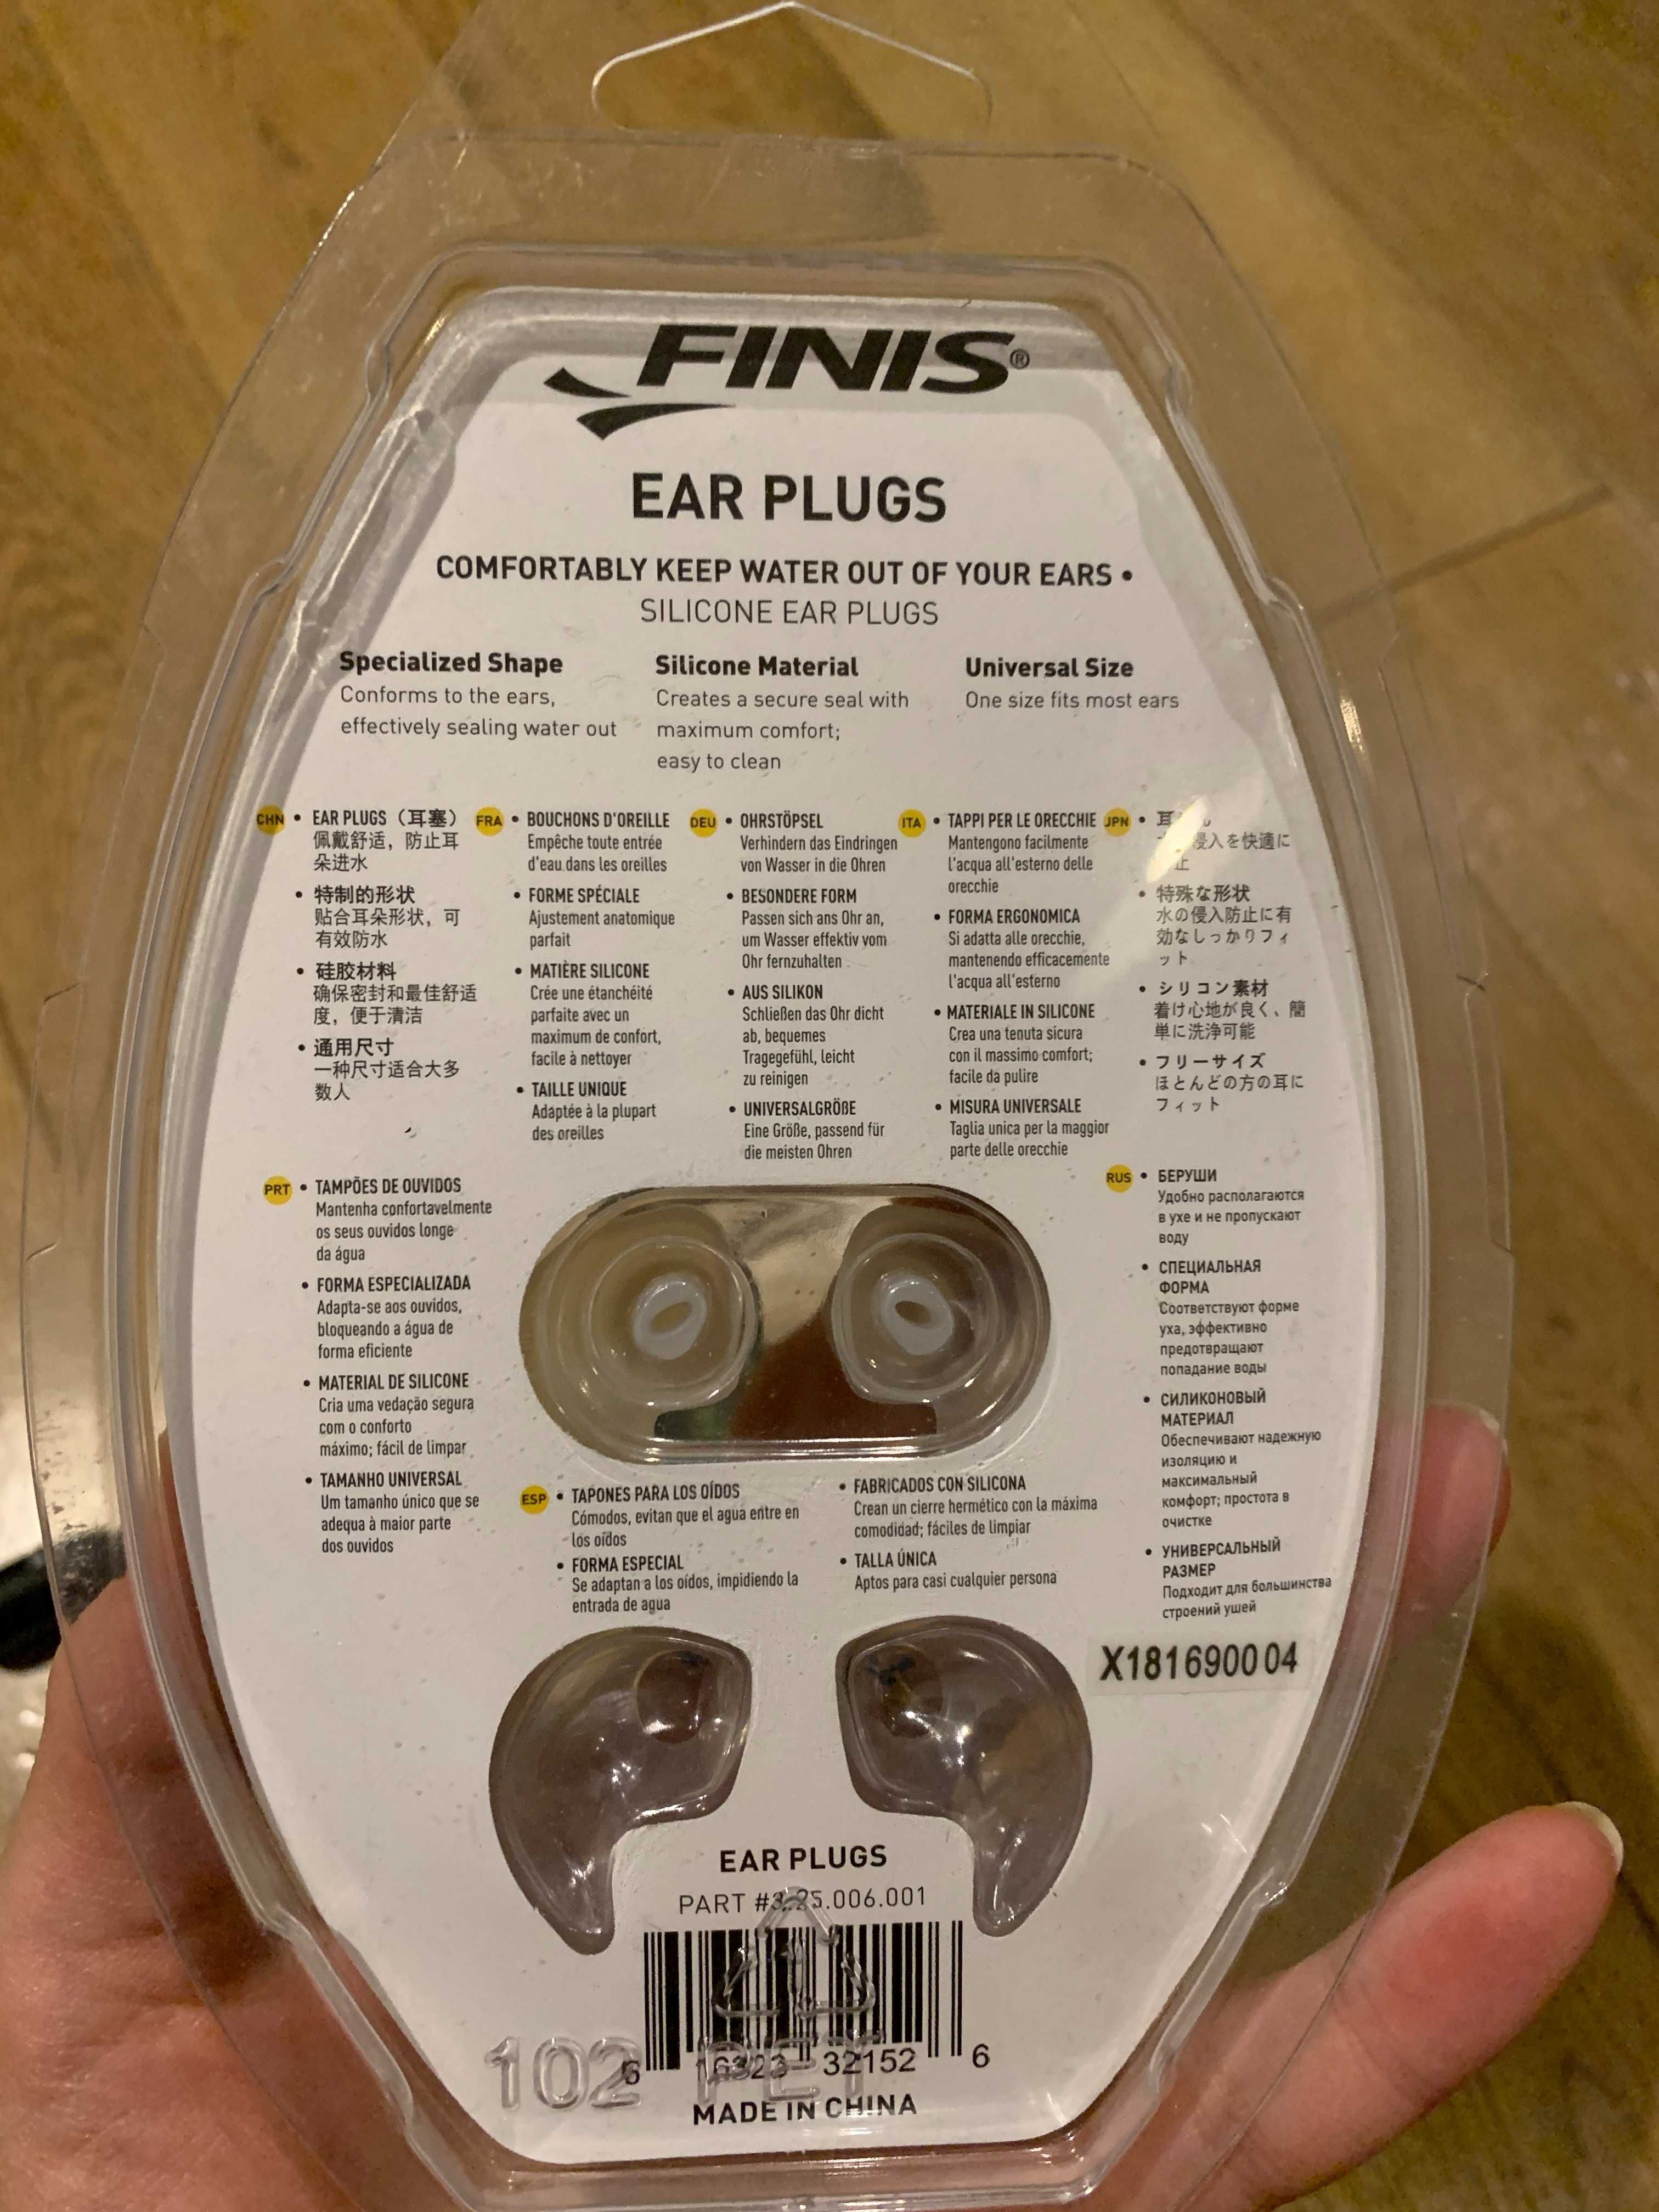 FINIS®
EAR PLUGS
COMFORTABLY KEEP WATER OUT OF YOUR EARS •
SILICONE EAR PLUGS
Specialized Shape
Conforms to the ears,
effectively sealing water out
Silicone Material
Creates a secure seal with
maximum comfort;
easy to clean
Universal Size
One size fits most ears
CHN • EAR PLUGS（耳塞）
佩戴舒适，防止耳
朵进水
• 特制的形状
贴合耳朵形状，可
有效防水
• 硅胶材料
确保密封和最佳舒适
度，便于清洁
• 通用尺寸
一种尺寸适合大多
数人
FRA • BOUCHONS D'OREILLE
Empêche toute entrée
d'eau dans les oreilles
• FORME SPÉCIALE
Ajustement anatomique
parfait
• MATIÈRE SILICONE
Crée une étanchéité
parfaite avec un
maximum de confort,
facile à nettoyer
• TAILLE UNIQUE
Adaptée à la plupart
des oreilles
DEU • OHRSTÖPSEL
Verhindern das Eindringen
von Wasser in die Ohren
• BESONDERE FORM
Passen sich ans Ohr an,
um Wasser effektiv vom
Ohr fernzuhalten
• AUS SILIKON
Schließen das Ohr dicht
ab, bequemes
Tragegefühl, leicht
zu reinigen
• UNIVERSALGRÖßE
Eine Größe, passend für
die meisten Ohren
ITA • TAPPI PER LE ORECCHIE
Mantengono facilmente
l'acqua all'esterno delle
orecchie
• FORMA ERGONOMICA
Si adatta alle orecchie,
mantenendo efficacemente
l'acqua all'esterno
• MATERIALE IN SILICONE
Crea una tenuta sicura
con il massimo comfort;
facile da pulire
• MISURA UNIVERSALE
Taglia unica per la maggior
parte delle orecchie
JPN •
侵入を快適に
止
• 特殊な形状
水の侵入防止に有
効なしっかりフィ
ット
• シリコン素材
着け心地が良く、簡
単に洗浄可能
• フリーサイズ
ほとんどの方の耳に
フィット
PRT • TAMPÕES DE OUVIDOS
Mantenha confortavelmente
os seus ouvidos longe
da água
• FORMA ESPECIALIZADA
Adapta-se aos ouvidos,
bloqueando a água de
forma eficiente
• MATERIAL DE SILICONE
Cria uma vedação segura
com o conforto
máximo; fácil de limpar
• TAMANHO UNIVERSAL
Um tamanho único que se
adequa à maior parte
dos ouvidos
ESP • TAPONES PARA LOS OÍDOS
Cómodos, evitan que el agua entre en
los oídos
• FORMA ESPECIAL
Se adaptan a los oídos, impidiendo la
entrada de agua
• FABRICADOS CON SILICONA
Crean un cierre hermético con la máxima
comodidad; fáciles de limpiar
• TALLA ÚNICA
Aptos para casi cualquier persona
RUS • БЕРУШИ
Удобно располагаются
в ухе и не пропускают
воду
• СПЕЦИАЛЬНАЯ
ФОРМА
Соответствуют форме
уха, эффективно
предотвращают
попадание воды
• СИЛИКОНОВЫЙ
МАТЕРИАЛ
Обеспечивают надежную
изоляцию и
максимальный
комфорт; простота в
очистке
• УНИВЕРСАЛЬНЫЙ
РАЗМЕР
Подходит для большинства
строений ушей
X181690004
EAR PLUGS
PART #3.25.006.001
102 PET
6 16323 32152 6
MADE IN CHINA